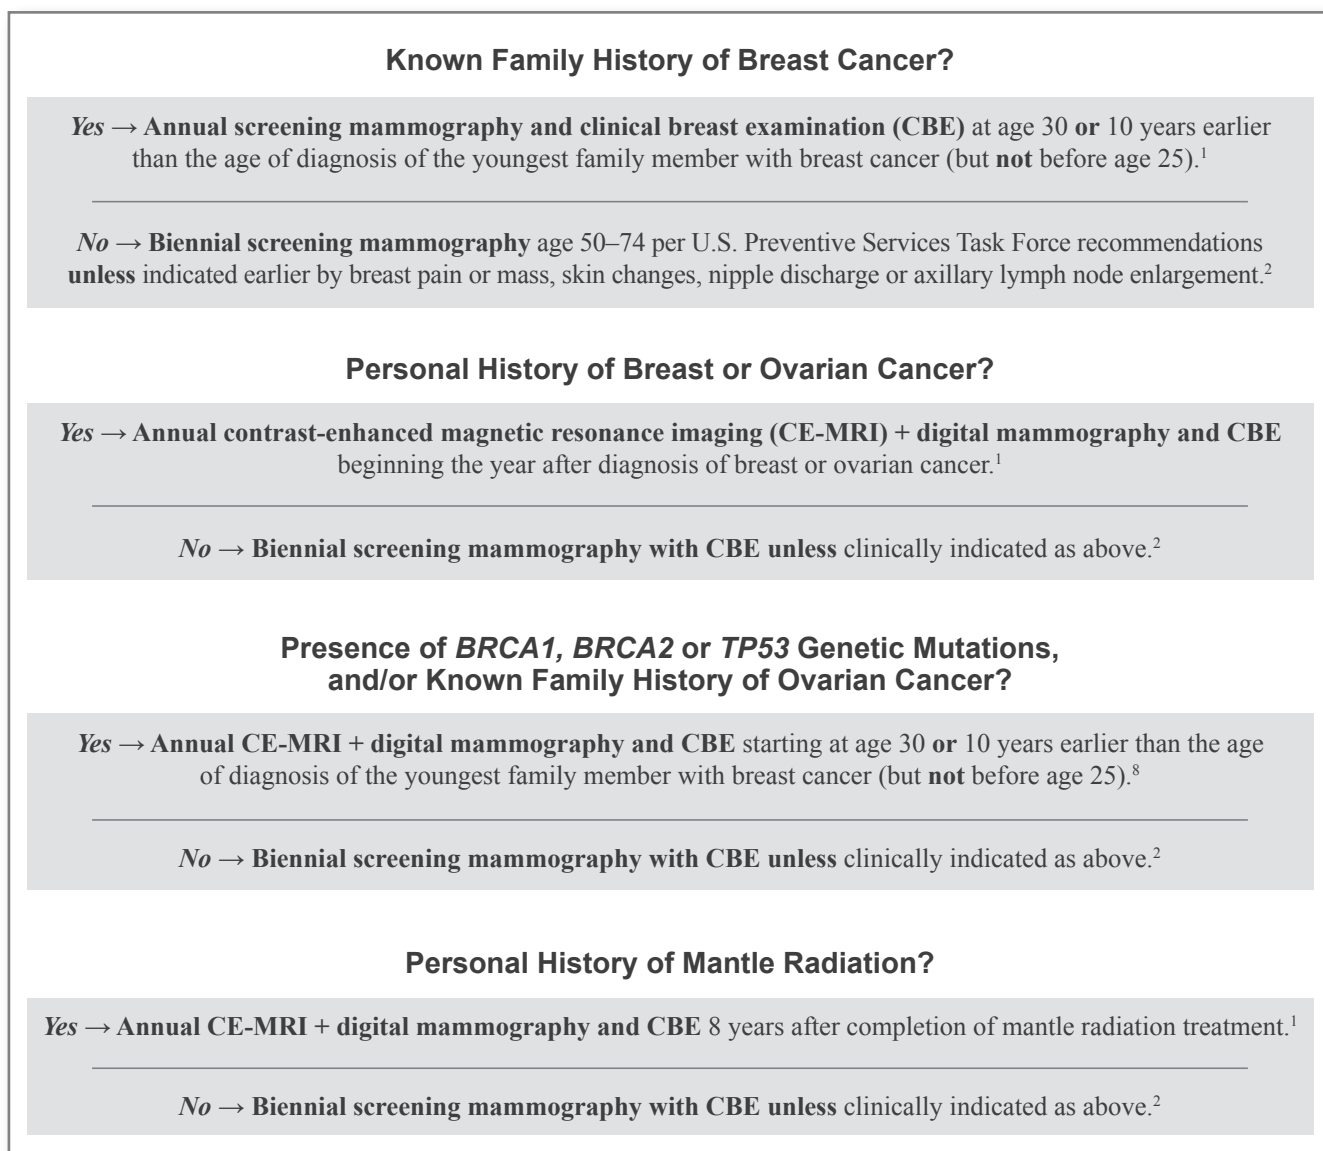 Known Family History of Breast Cancer?
Yes → Annual screening mammography and clinical breast examination (CBE) at age 30 or 10 years earlier
than the age of diagnosis of the youngest family member with breast cancer (but not before age 25).¹
No → Biennial screening mammography age 50–74 per U.S. Preventive Services Task Force recommendations
unless indicated earlier by breast pain or mass, skin changes, nipple discharge or axillary lymph node enlargement.²
Personal History of Breast or Ovarian Cancer?
Yes → Annual contrast-enhanced magnetic resonance imaging (CE-MRI) + digital mammography and CBE
beginning the year after diagnosis of breast or ovarian cancer.¹
No → Biennial screening mammography with CBE unless clinically indicated as above.²
Presence of BRCA1, BRCA2 or TP53 Genetic Mutations,
and/or Known Family History of Ovarian Cancer?
Yes → Annual CE-MRI + digital mammography and CBE starting at age 30 or 10 years earlier than the age
of diagnosis of the youngest family member with breast cancer (but not before age 25).⁸
No → Biennial screening mammography with CBE unless clinically indicated as above.²
Personal History of Mantle Radiation?
Yes → Annual CE-MRI + digital mammography and CBE 8 years after completion of mantle radiation treatment.¹
No → Biennial screening mammography with CBE unless clinically indicated as above.²